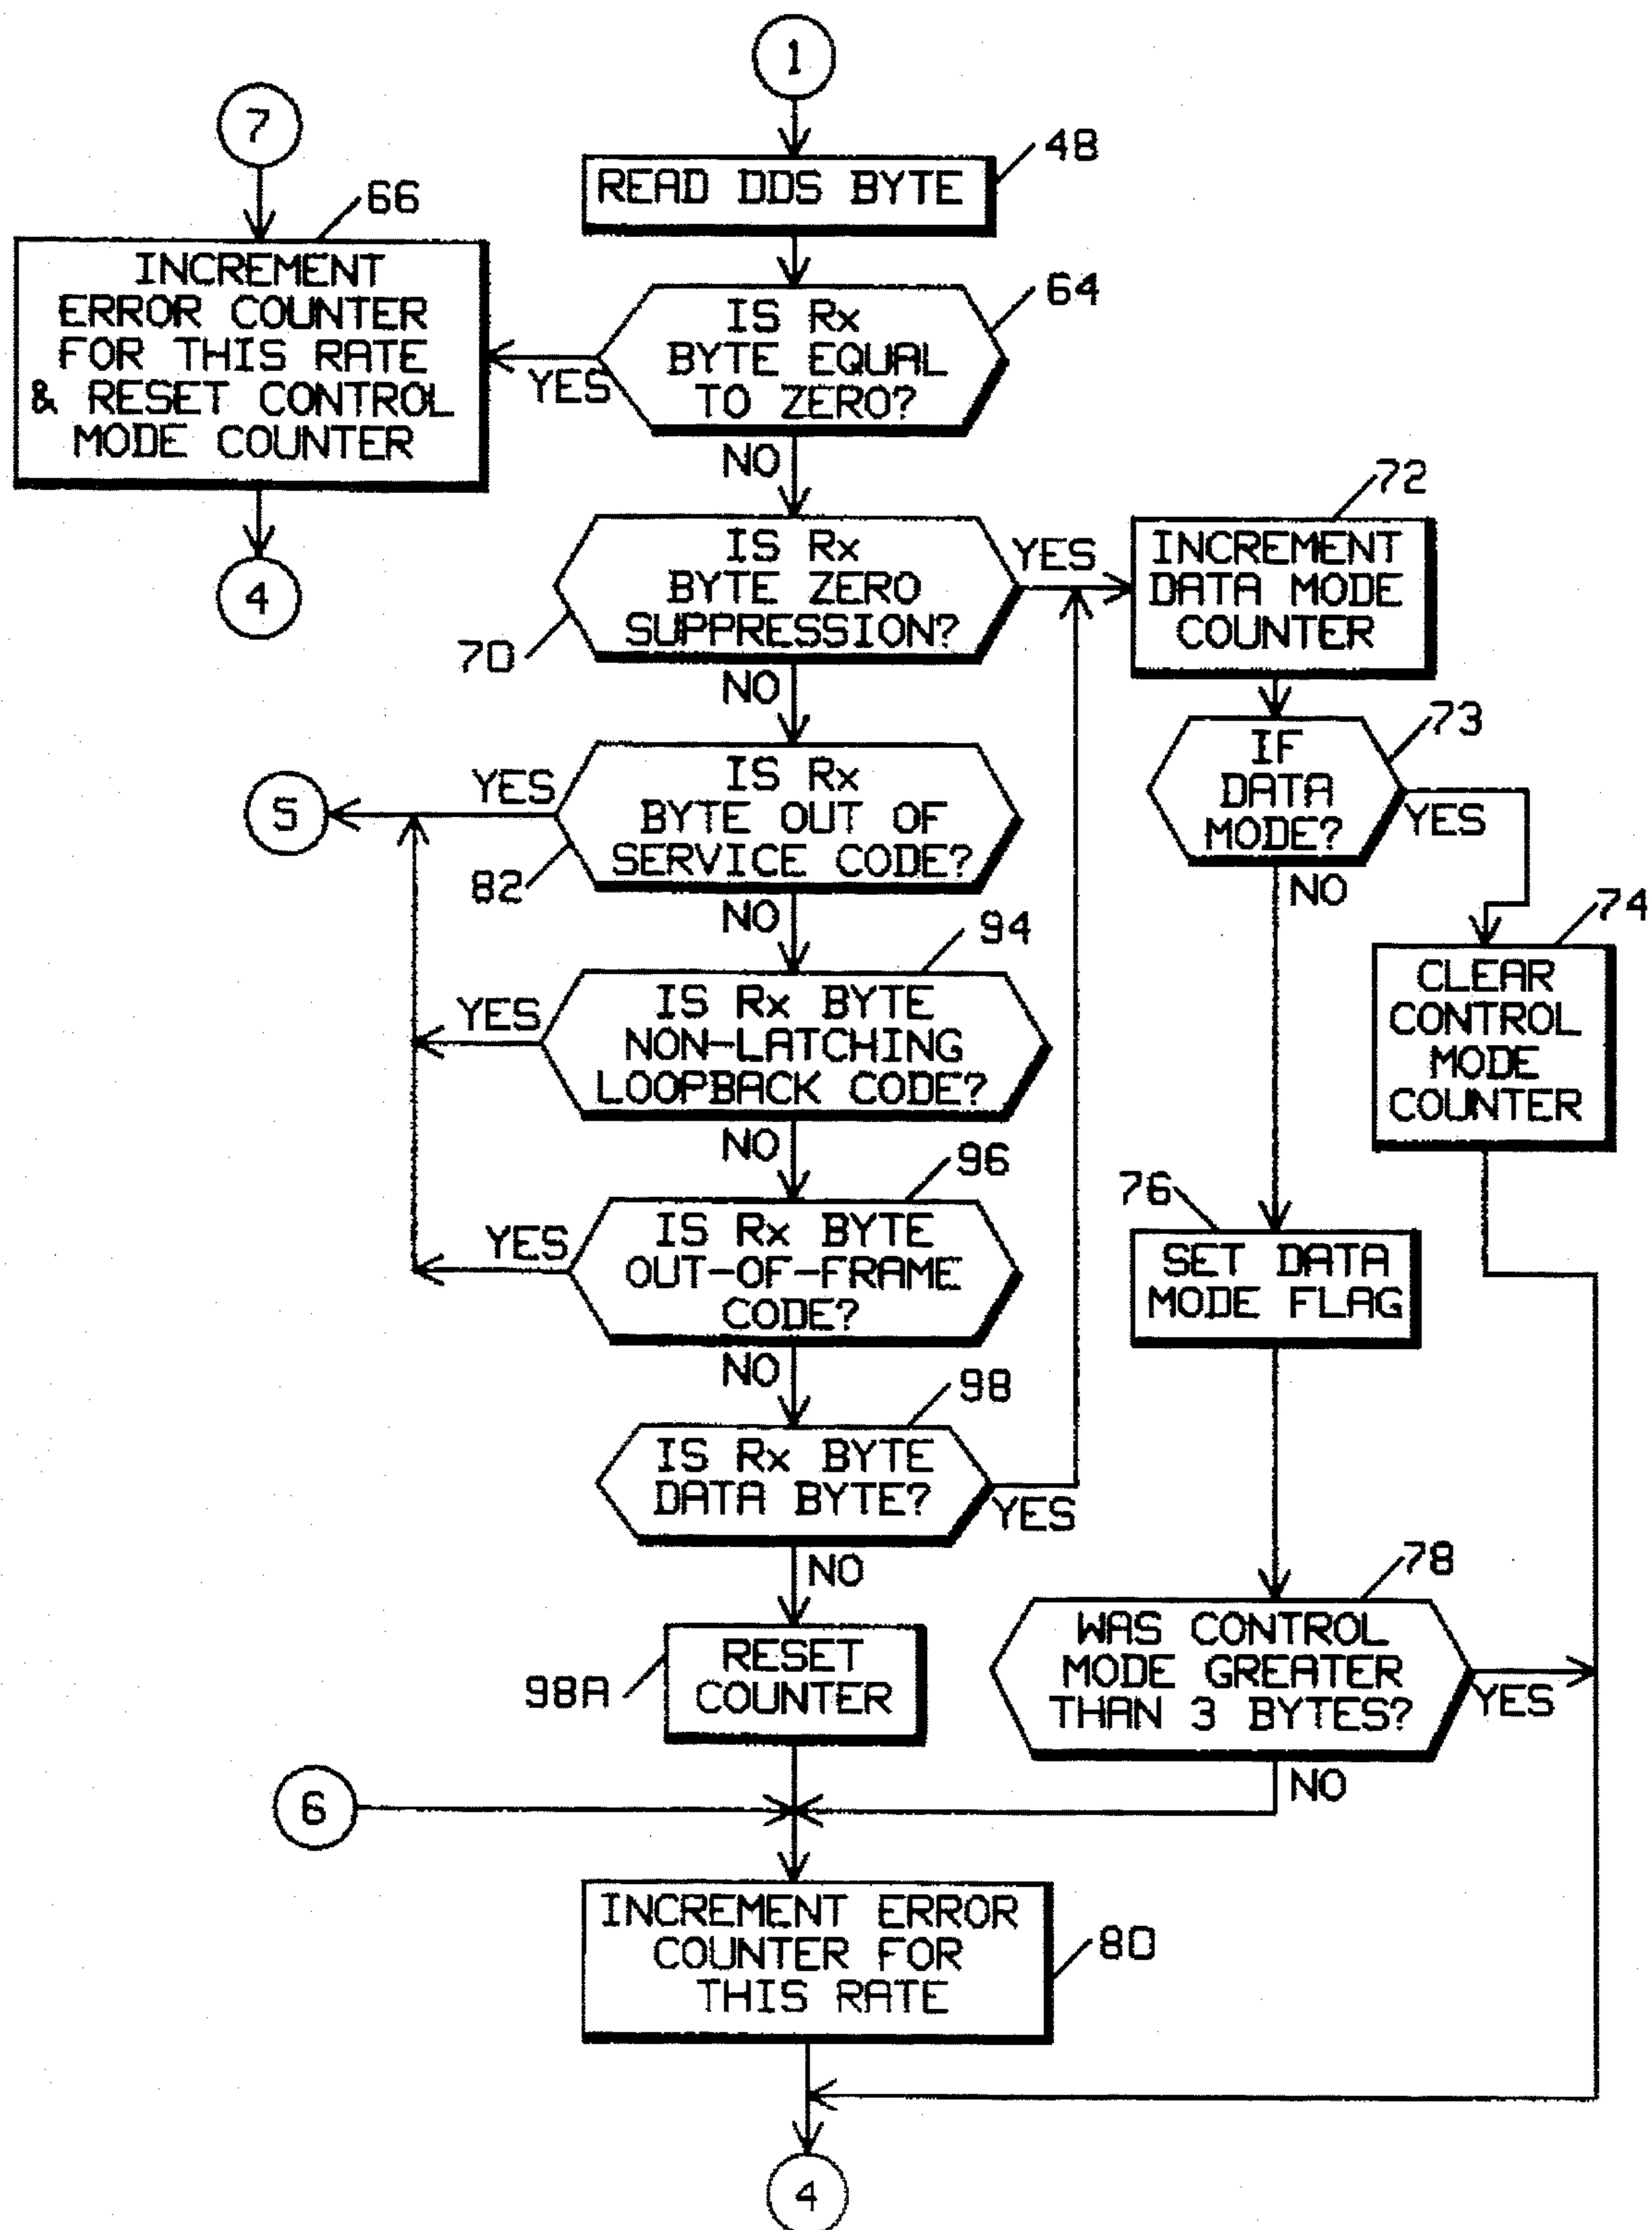 1
7
48
READ DDS BYTE
66
INCREMENT
ERROR COUNTER
FOR THIS RATE
& RESET CONTROL
MODE COUNTER
64
IS Rx
BYTE EQUAL
TO ZERO?
YES
NO
4
72
IS Rx
BYTE ZERO
SUPPRESSION?
YES
70
NO
INCREMENT
DATA MODE
COUNTER
73
IF
DATA
MODE?
YES
NO
5
YES
IS Rx
BYTE OUT OF
SERVICE CODE?
82
NO
74
CLEAR
CONTROL
MODE
COUNTER
94
YES
IS Rx BYTE
NON-LATCHING
LOOPBACK CODE?
NO
96
YES
IS Rx BYTE
OUT-OF-FRAME
CODE?
NO
76
SET DATA
MODE FLAG
98
IS Rx BYTE
DATA BYTE?
YES
NO
78
WAS CONTROL
MODE GREATER
THAN 3 BYTES?
YES
NO
98A
RESET
COUNTER
6
INCREMENT ERROR
COUNTER FOR
THIS RATE
80
4